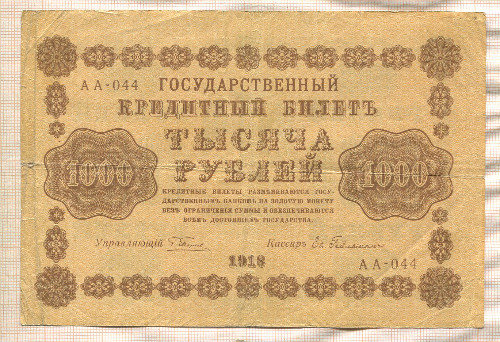 АА-044
ГОСУДАРСТВЕННЫЙ
КРЕДИТНЫЙ БИЛЕТЪ
ТЫСЯЧА
РУБЛЕЙ
1000
1000
КРЕДИТНЫЕ БИЛЕТЫ РАЗМѢНИВАЮТСЯ ГОСУ-
ДАРСТВЕННЫМЪ БАНКОМЪ НА ЗОЛОТУЮ МОНЕТУ
БЕЗЪ ОГРАНИЧЕНІЯ СУММЫ И ОБЕЗПЕЧИВАЮТСЯ
ВСѢМЪ ДОСТОЯНІЕМЪ ГОСУДАРСТВА.
Управляющій
Кассиръ
1918
АА-044